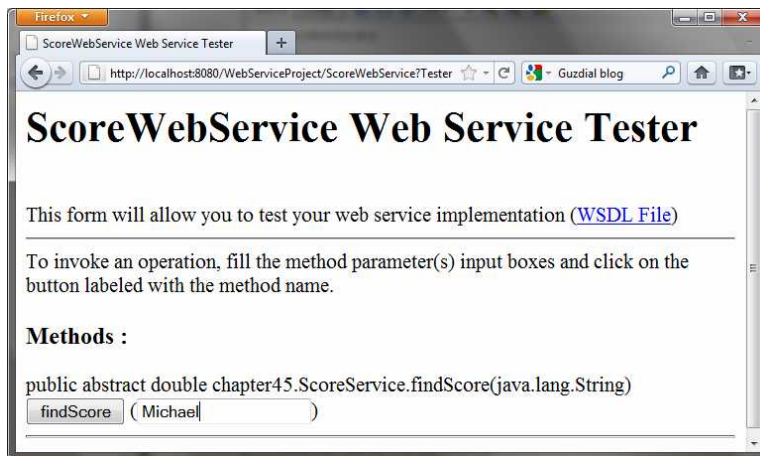 Firefox
ScoreWebService Web Service Tester
http://localhost:8080/WebServiceProject/ScoreWebService?Tester
Guzdial blog
ScoreWebService Web Service Tester
This form will allow you to test your web service implementation (WSDL File)
To invoke an operation, fill the method parameter(s) input boxes and click on the
button labeled with the method name.
Methods :
public abstract double chapter45.ScoreService.findScore(java.lang.String)
findScore (Michael)